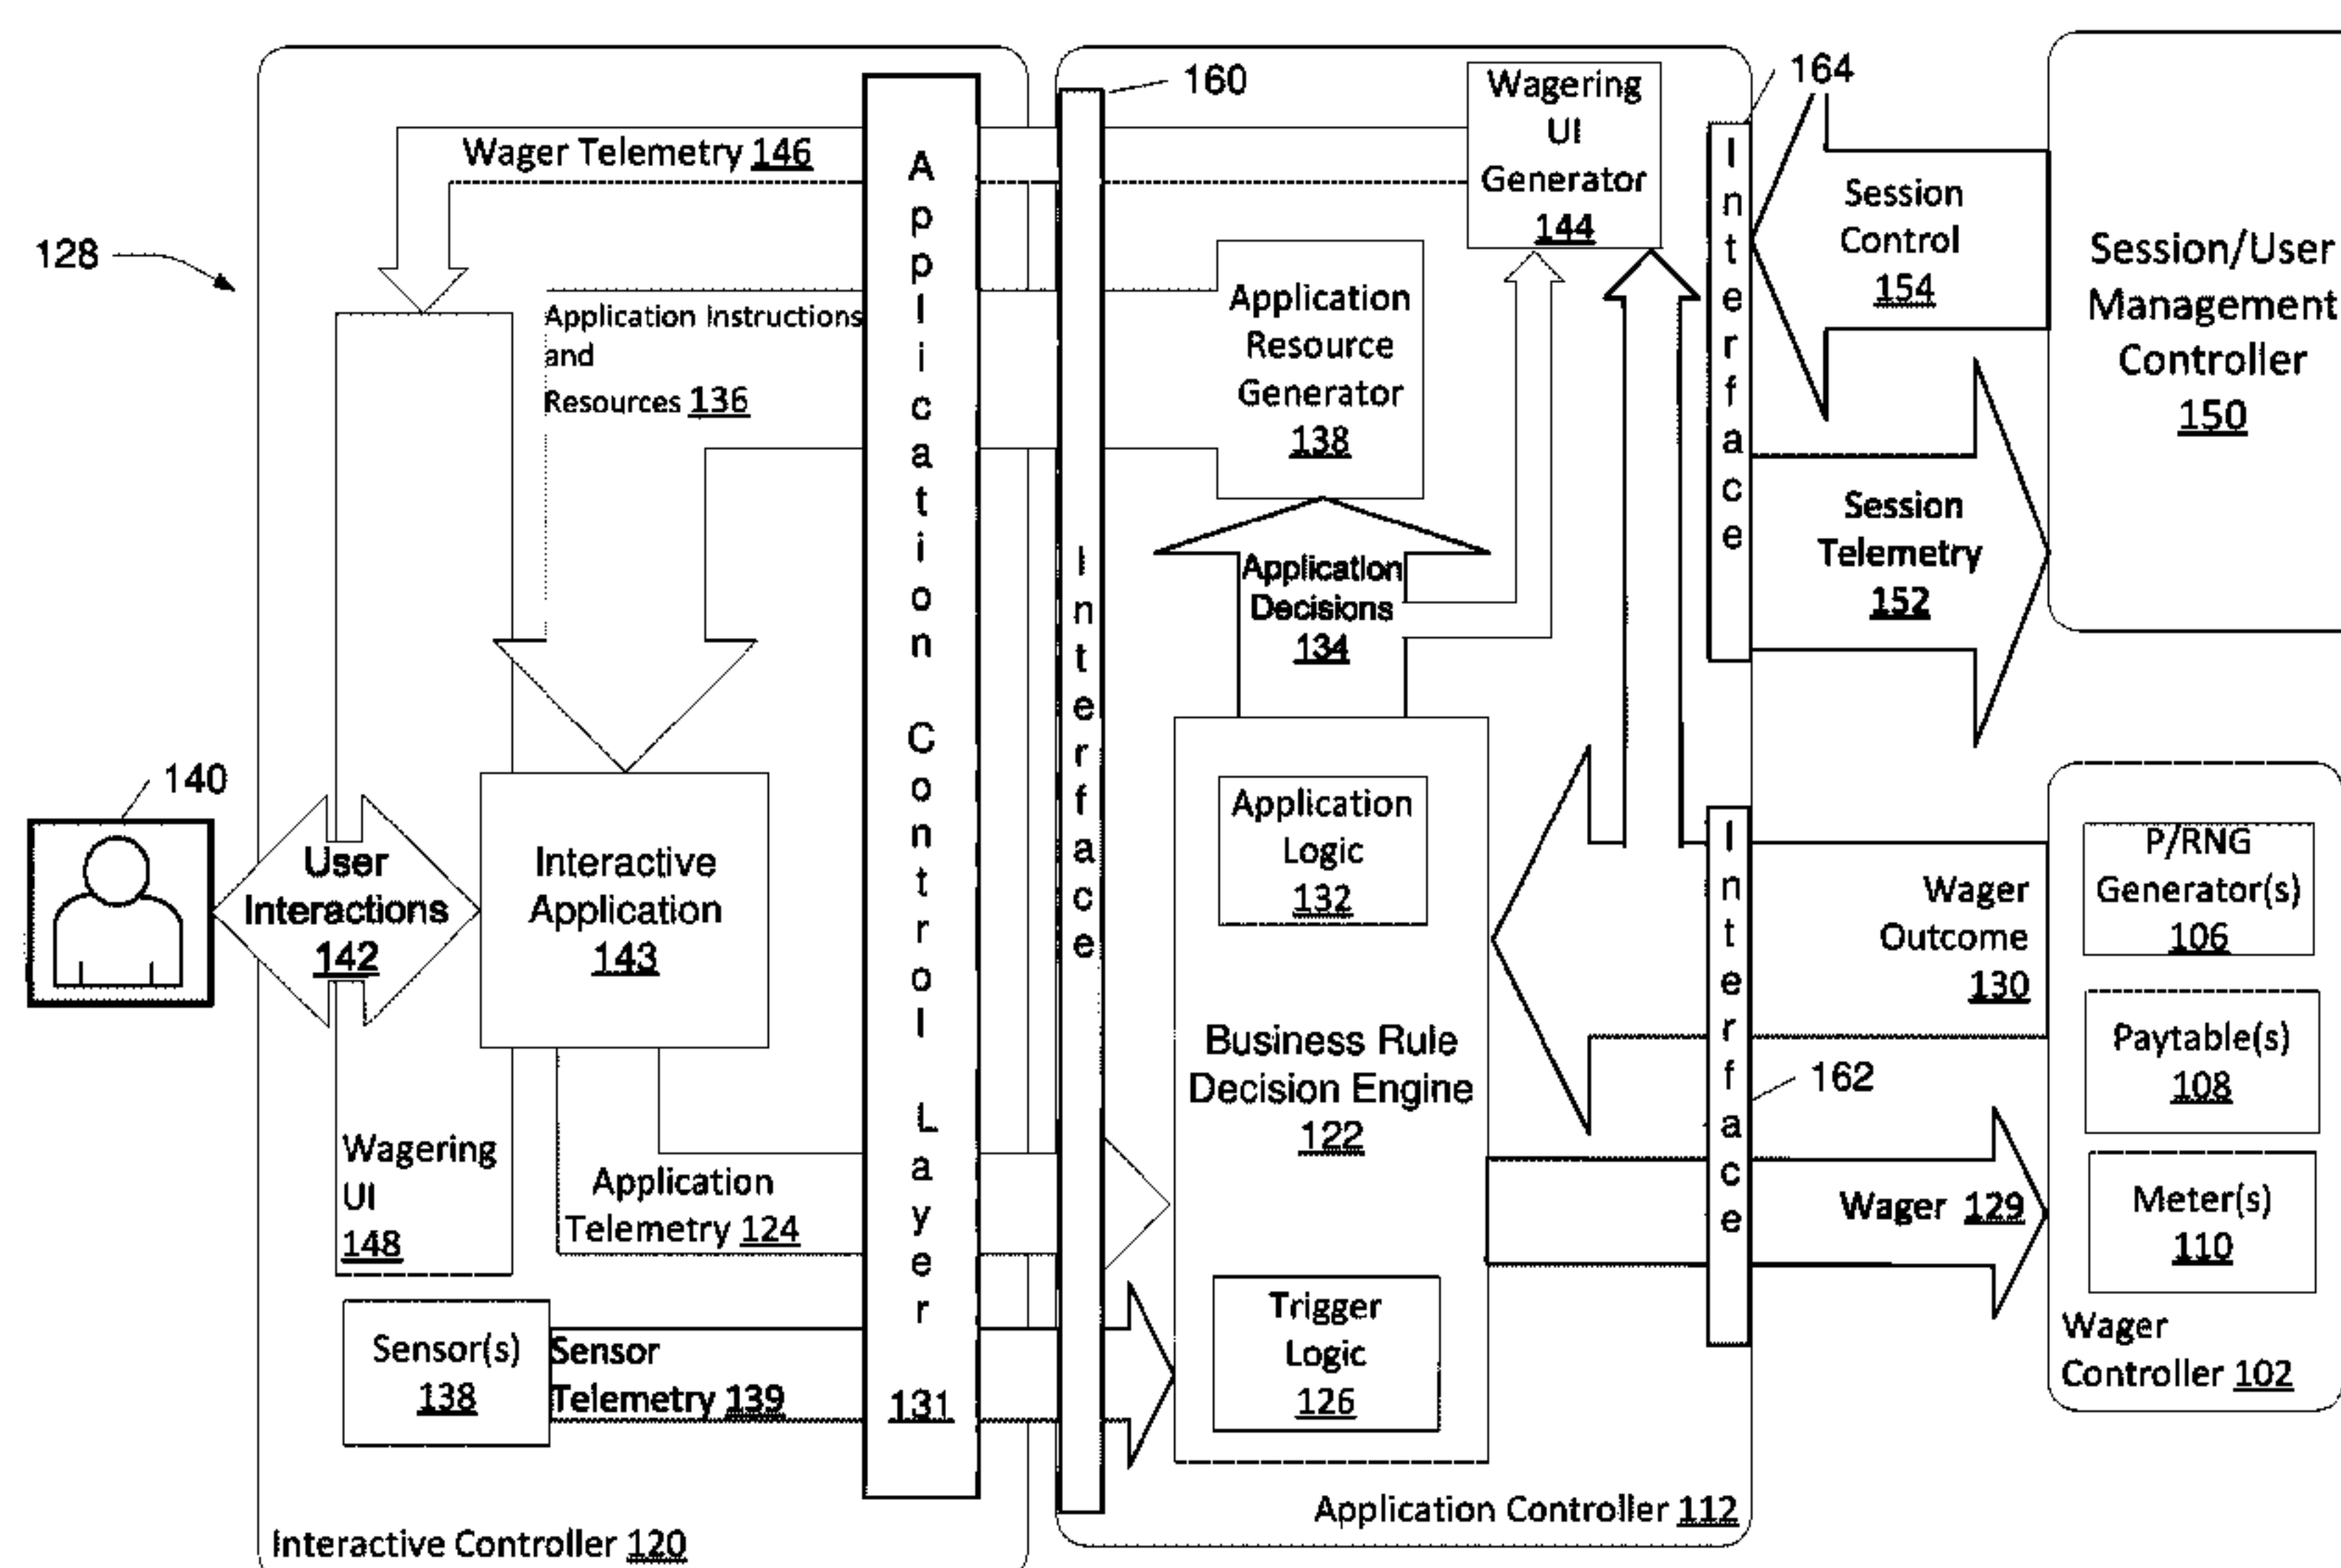 128
140
Wager Telemetry 146
Application Instructions
and
Resources 136
User
Interactions
142
Interactive
Application
143
Wagering
UI
148
Application
Telemetry 124
Sensor(s)
138
Sensor
Telemetry 139
Interactive Controller 120
Application Control Layer
131
160
Interface
Wagering
UI
Generator
144
Application
Resource
Generator
138
Application
Decisions
134
Application
Logic
132
Business Rule
Decision Engine
122
Trigger
Logic
126
Application Controller 112
164
Interface
Session
Control
154
Session
Telemetry
152
Session/User
Management
Controller
150
Interface
162
Wager
Outcome
130
Wager 129
P/RNG
Generator(s)
106
Paytable(s)
108
Meter(s)
110
Wager
Controller 102